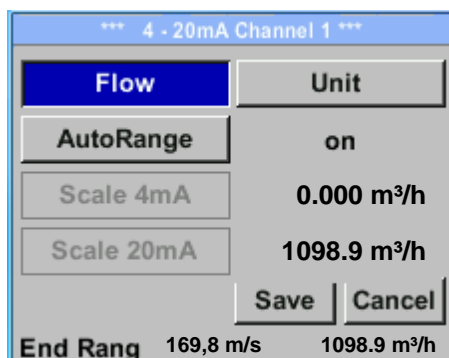 *** 4 - 20mA Channel 1 ***
Flow Unit
AutoRange on
Scale 4mA 0.000 m³/h
Scale 20mA 1098.9 m³/h
Save Cancel
End Rang 169,8 m/s 1098.9 m³/h